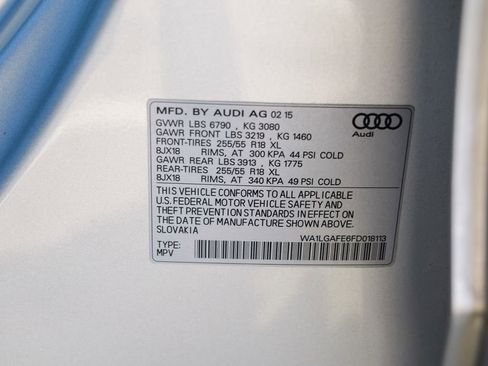 MFD. BY AUDI AG 02 15
GVWR LBS 6790 , KG 3080
GAWR FRONT LBS 3219 , KG 1460
FRONT-TIRES 255/55 R18 XL
8JX18 RIMS, AT 300 KPA 44 PSI COLD
GAWR REAR LBS 3913 , KG 1775
REAR-TIRES 255/55 R18 XL
8JX18 RIMS, AT 340 KPA 49 PSI COLD
Audi
THIS VEHICLE CONFORMS TO ALL APPLICABLE
U.S. FEDERAL MOTOR VEHICLE SAFETY AND
THEFT PREVENTION STANDARDS IN EFFECT ON
THE DATE OF MANUFACTURE SHOWN ABOVE.
SLOVAKIA
WA1LGAFE6FD018113
TYPE:
MPV